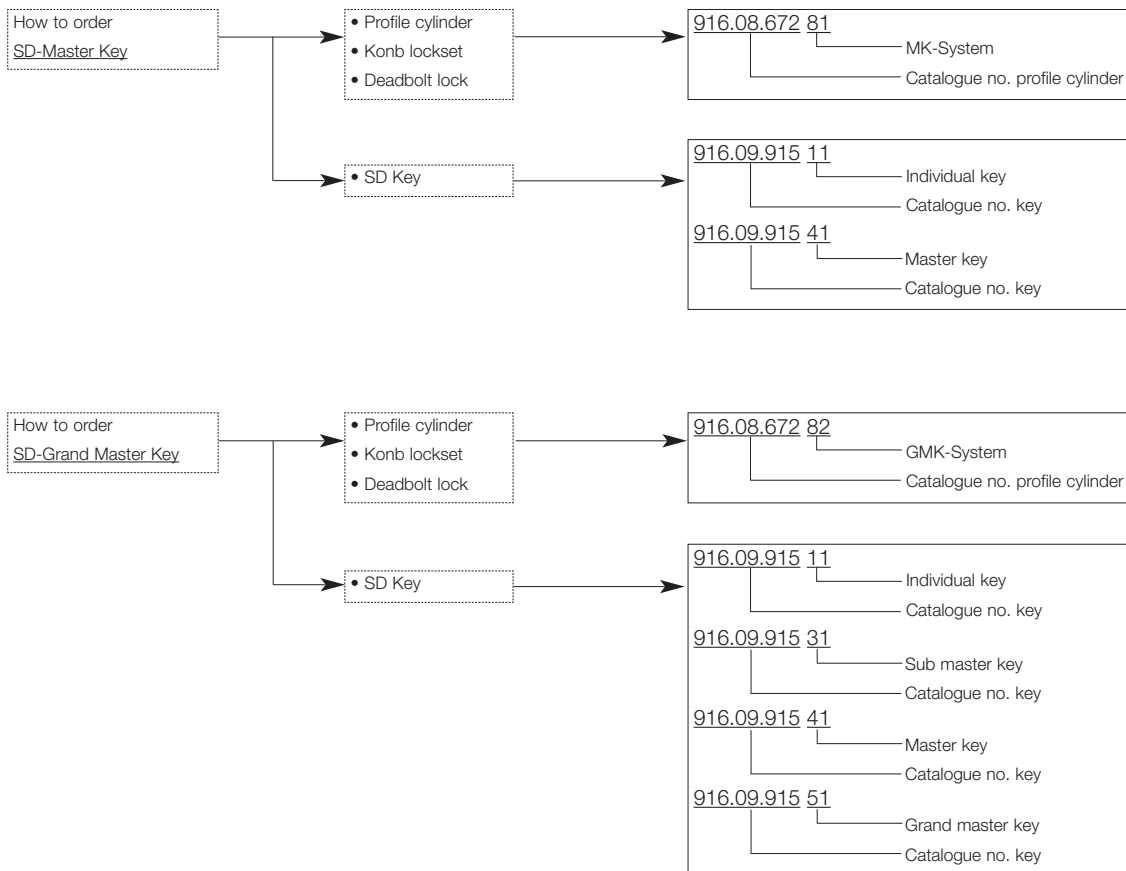 How to order
SD-Master Key
• Profile cylinder
• Konb lockset
• Deadbolt lock
916.08.672 81
MK-System
Catalogue no. profile cylinder
• SD Key
916.09.915 11
Individual key
Catalogue no. key
916.09.915 41
Master key
Catalogue no. key
How to order
SD-Grand Master Key
• Profile cylinder
• Konb lockset
• Deadbolt lock
916.08.672 82
GMK-System
Catalogue no. profile cylinder
• SD Key
916.09.915 11
Individual key
Catalogue no. key
916.09.915 31
Sub master key
Catalogue no. key
916.09.915 41
Master key
Catalogue no. key
916.09.915 51
Grand master key
Catalogue no. key